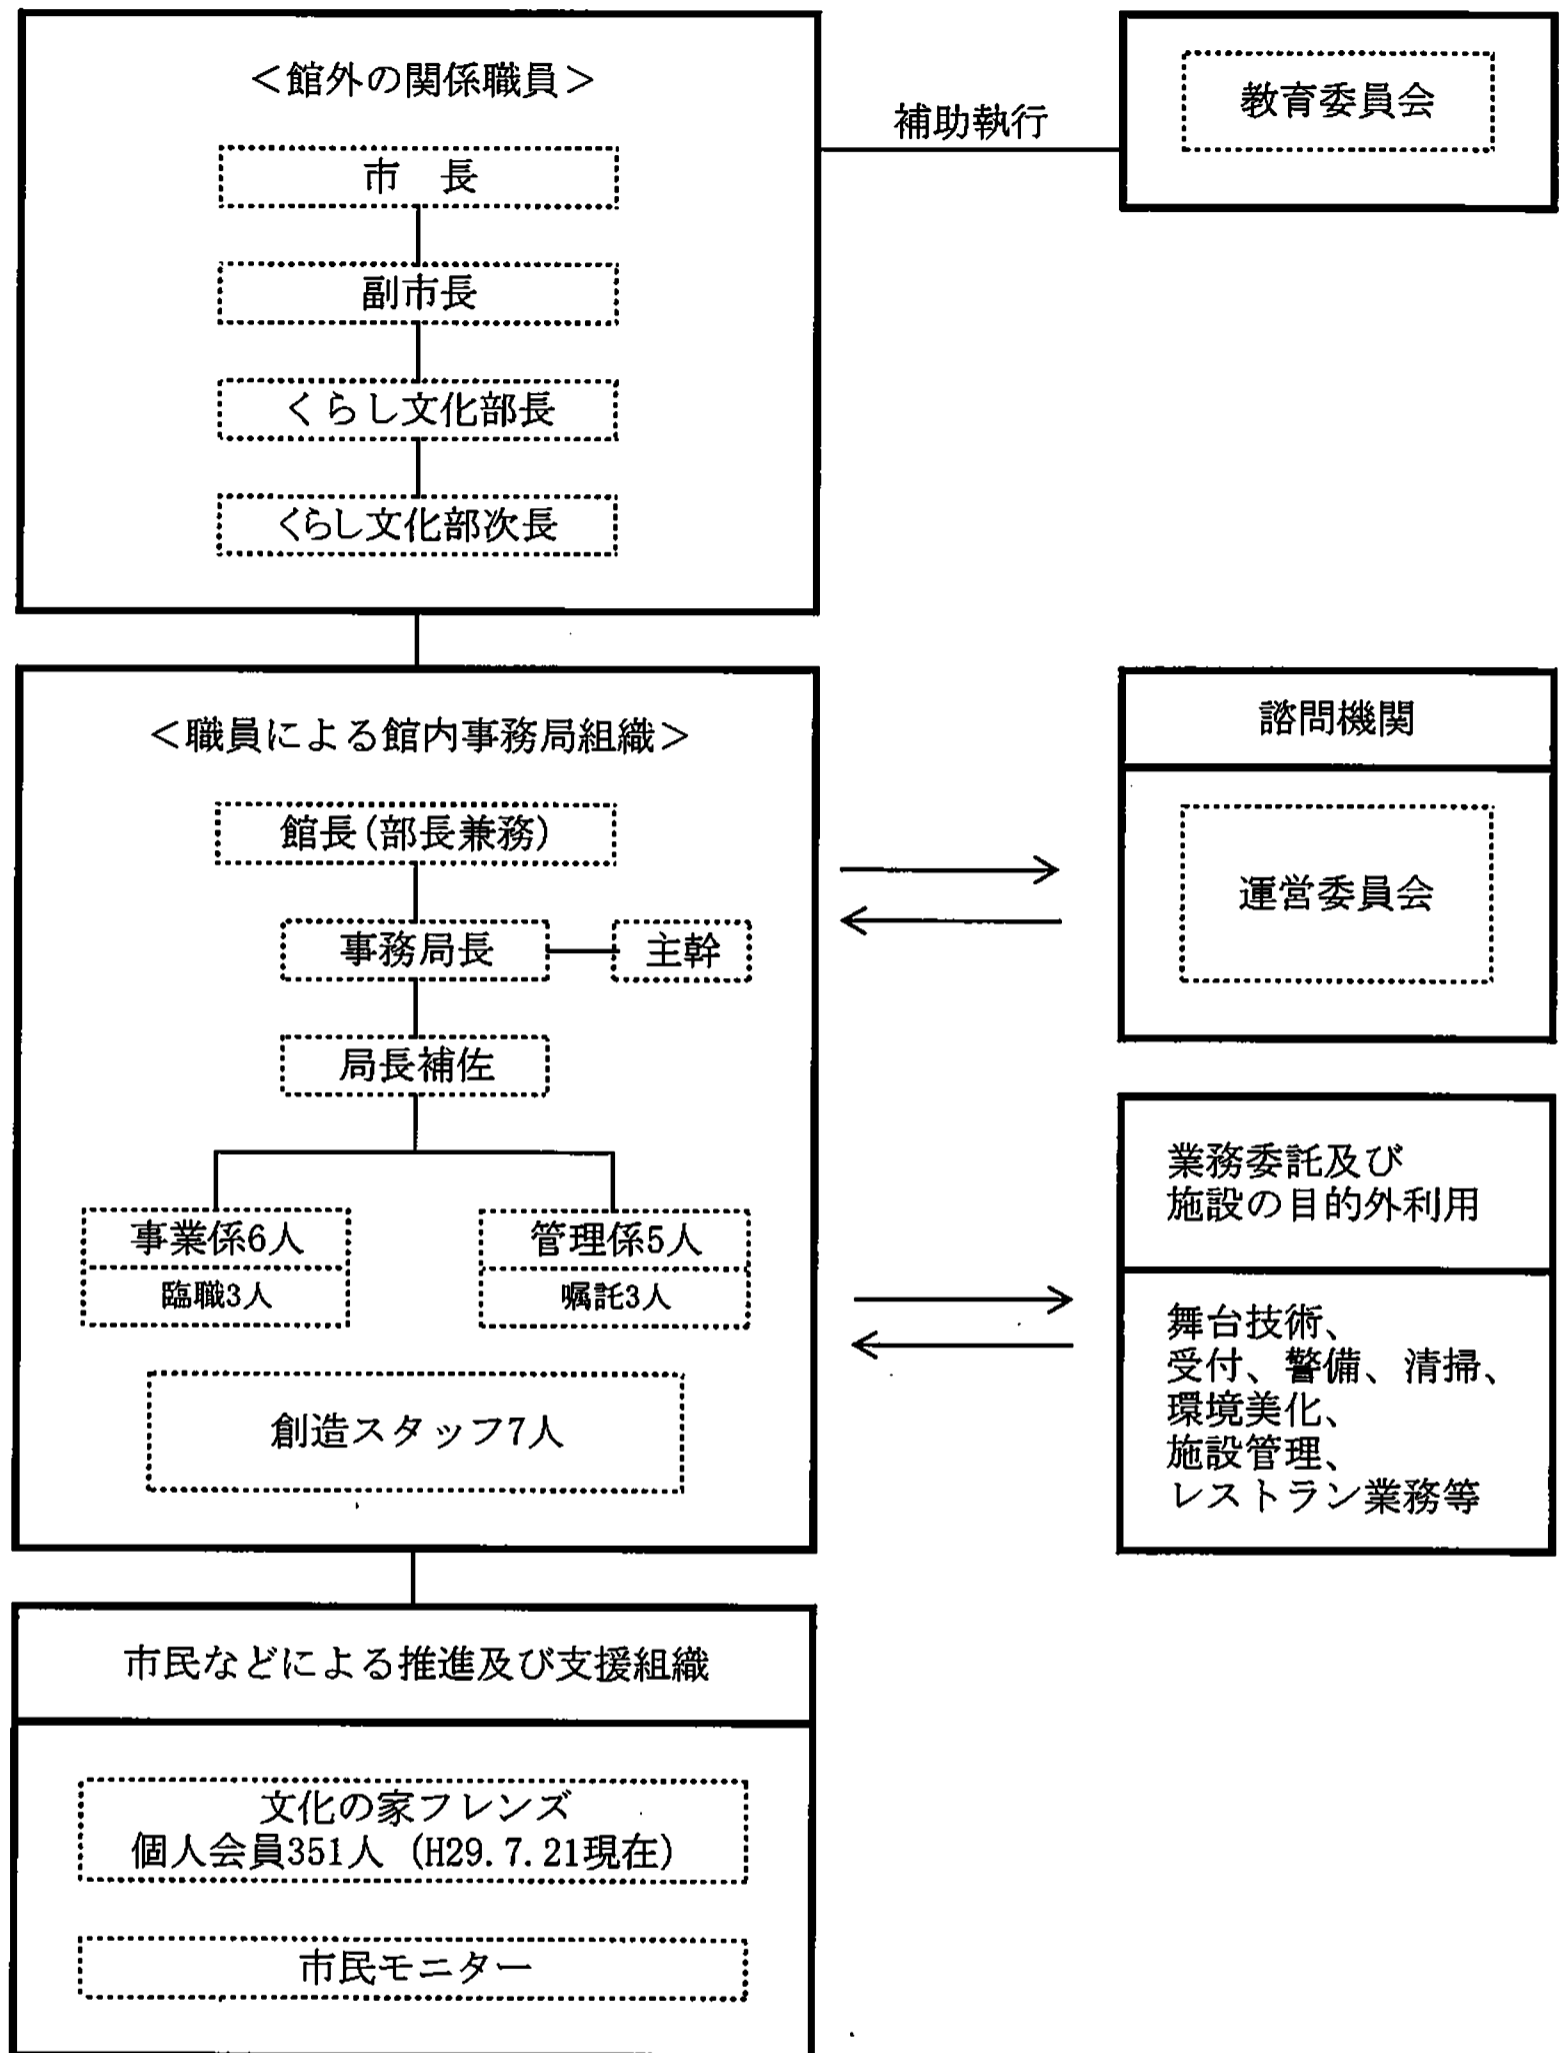 ＜館外の関係職員＞
市　長
副市長
くらし文化部長
くらし文化部次長
補助執行
教育委員会
＜職員による館内事務局組織＞
館長(部長兼務)
事務局長
主幹
局長補佐
事業係6人
臨職3人
管理係5人
嘱託3人
創造スタッフ7人
諮問機関
運営委員会
業務委託及び
施設の目的外利用
舞台技術、
受付、警備、清掃、
環境美化、
施設管理、
レストラン業務等
市民などによる推進及び支援組織
文化の家フレンズ
個人会員351人 (H29.7.21現在)
市民モニター